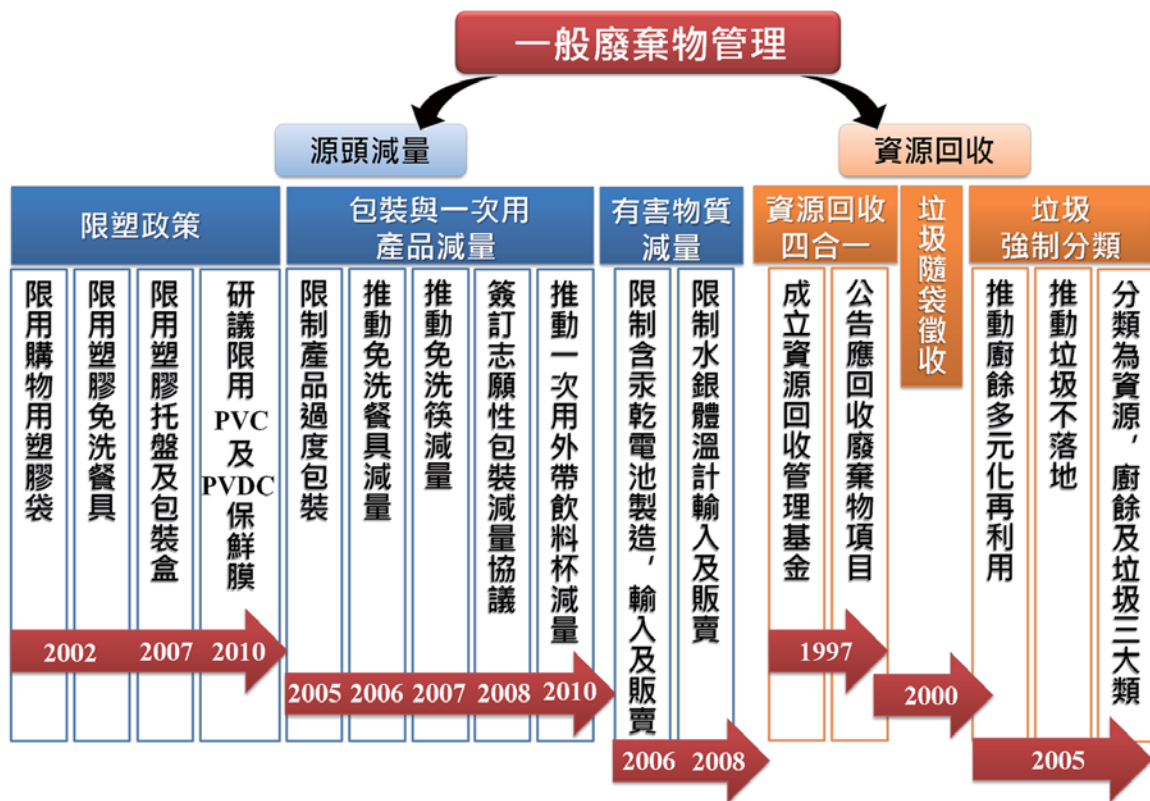 一般廢棄物管理
源頭減量
資源回收
限塑政策
包裝與一次用
產品減量
有害物質
減量
資源回收
四合一
垃圾隨袋徵收
垃圾
強制分類
限用購物用塑膠袋
限用塑膠免洗餐具
限用塑膠托盤及包裝盒
研議限用PVC及PVDC保鮮膜
限制產品過度包裝
推動免洗餐具減量
推動免洗筷減量
簽訂志願性包裝減量協議
推動一次用外帶飲料杯減量
限制含汞乾電池製造，輸入及販賣
限制水銀體溫計輸入及販賣
成立資源回收管理基金
公告應回收廢棄物項目
推動廚餘多元化再利用
推動垃圾不落地
分類為資源，廚餘及垃圾三大類
2002 2007 2010
2005 2006 2007 2008 2010
2006 2008
1997
2000
2005